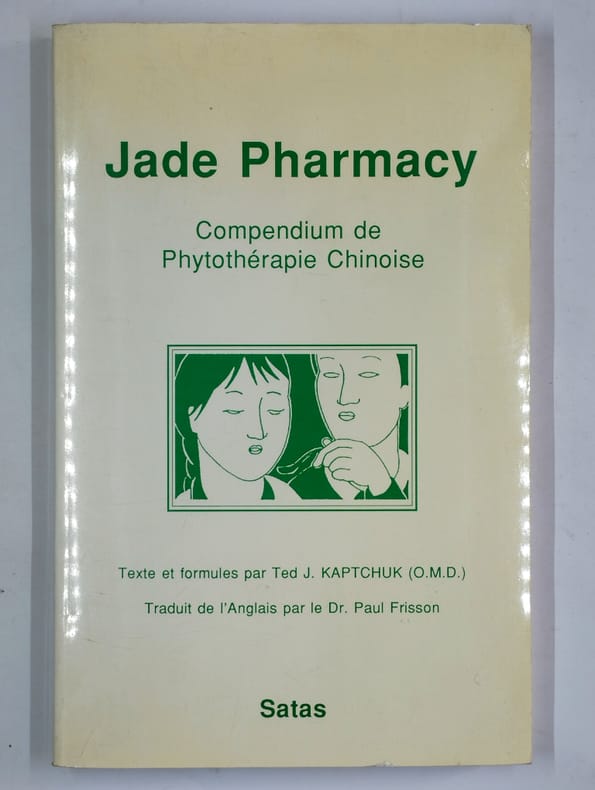 Jade Pharmacy
Compendium de
Phytothérapie Chinoise
Texte et formules par Ted J. KAPTCHUK (O.M.D.)
Traduit de l'Anglais par le Dr. Paul Frisson
Satas